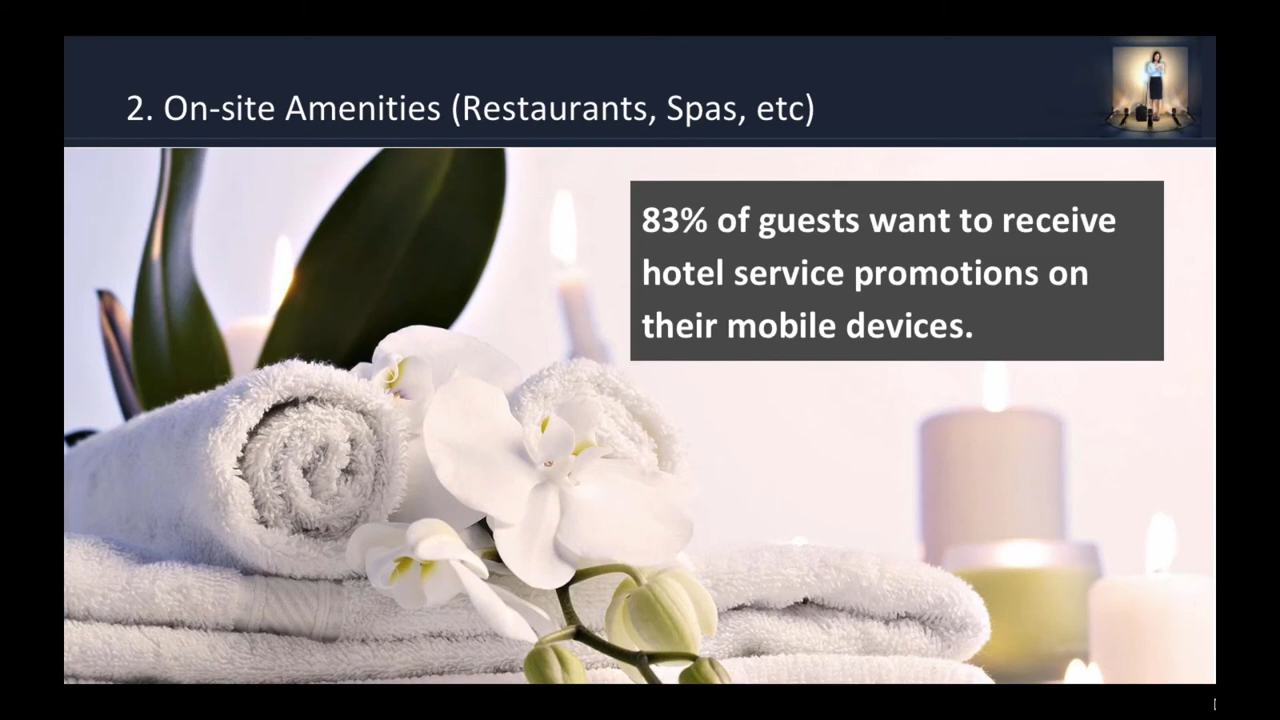 2. On-site Amenities (Restaurants, Spas, etc)
83% of guests want to receive
hotel service promotions on
their mobile devices.